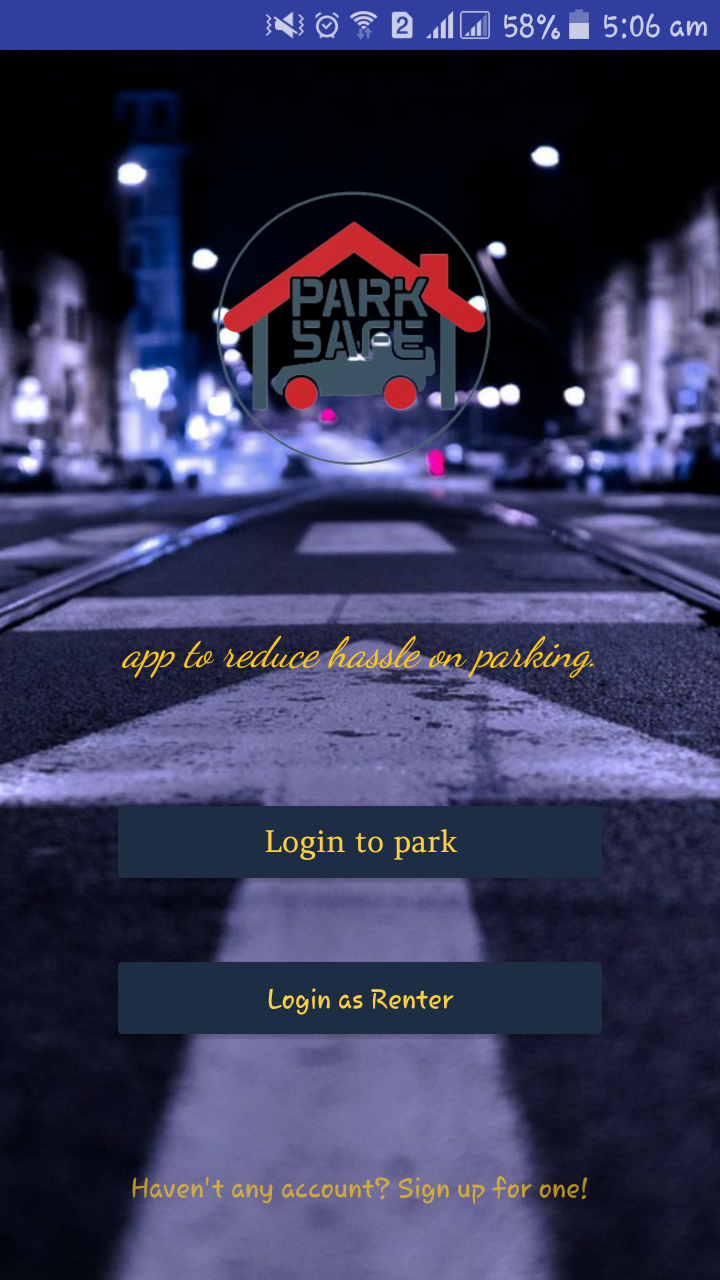 2 58% 5:06 am
PARK
SAFE
app to reduce hassle on parking.
Login to park
Login as Renter
Haven't any account? Sign up for one!